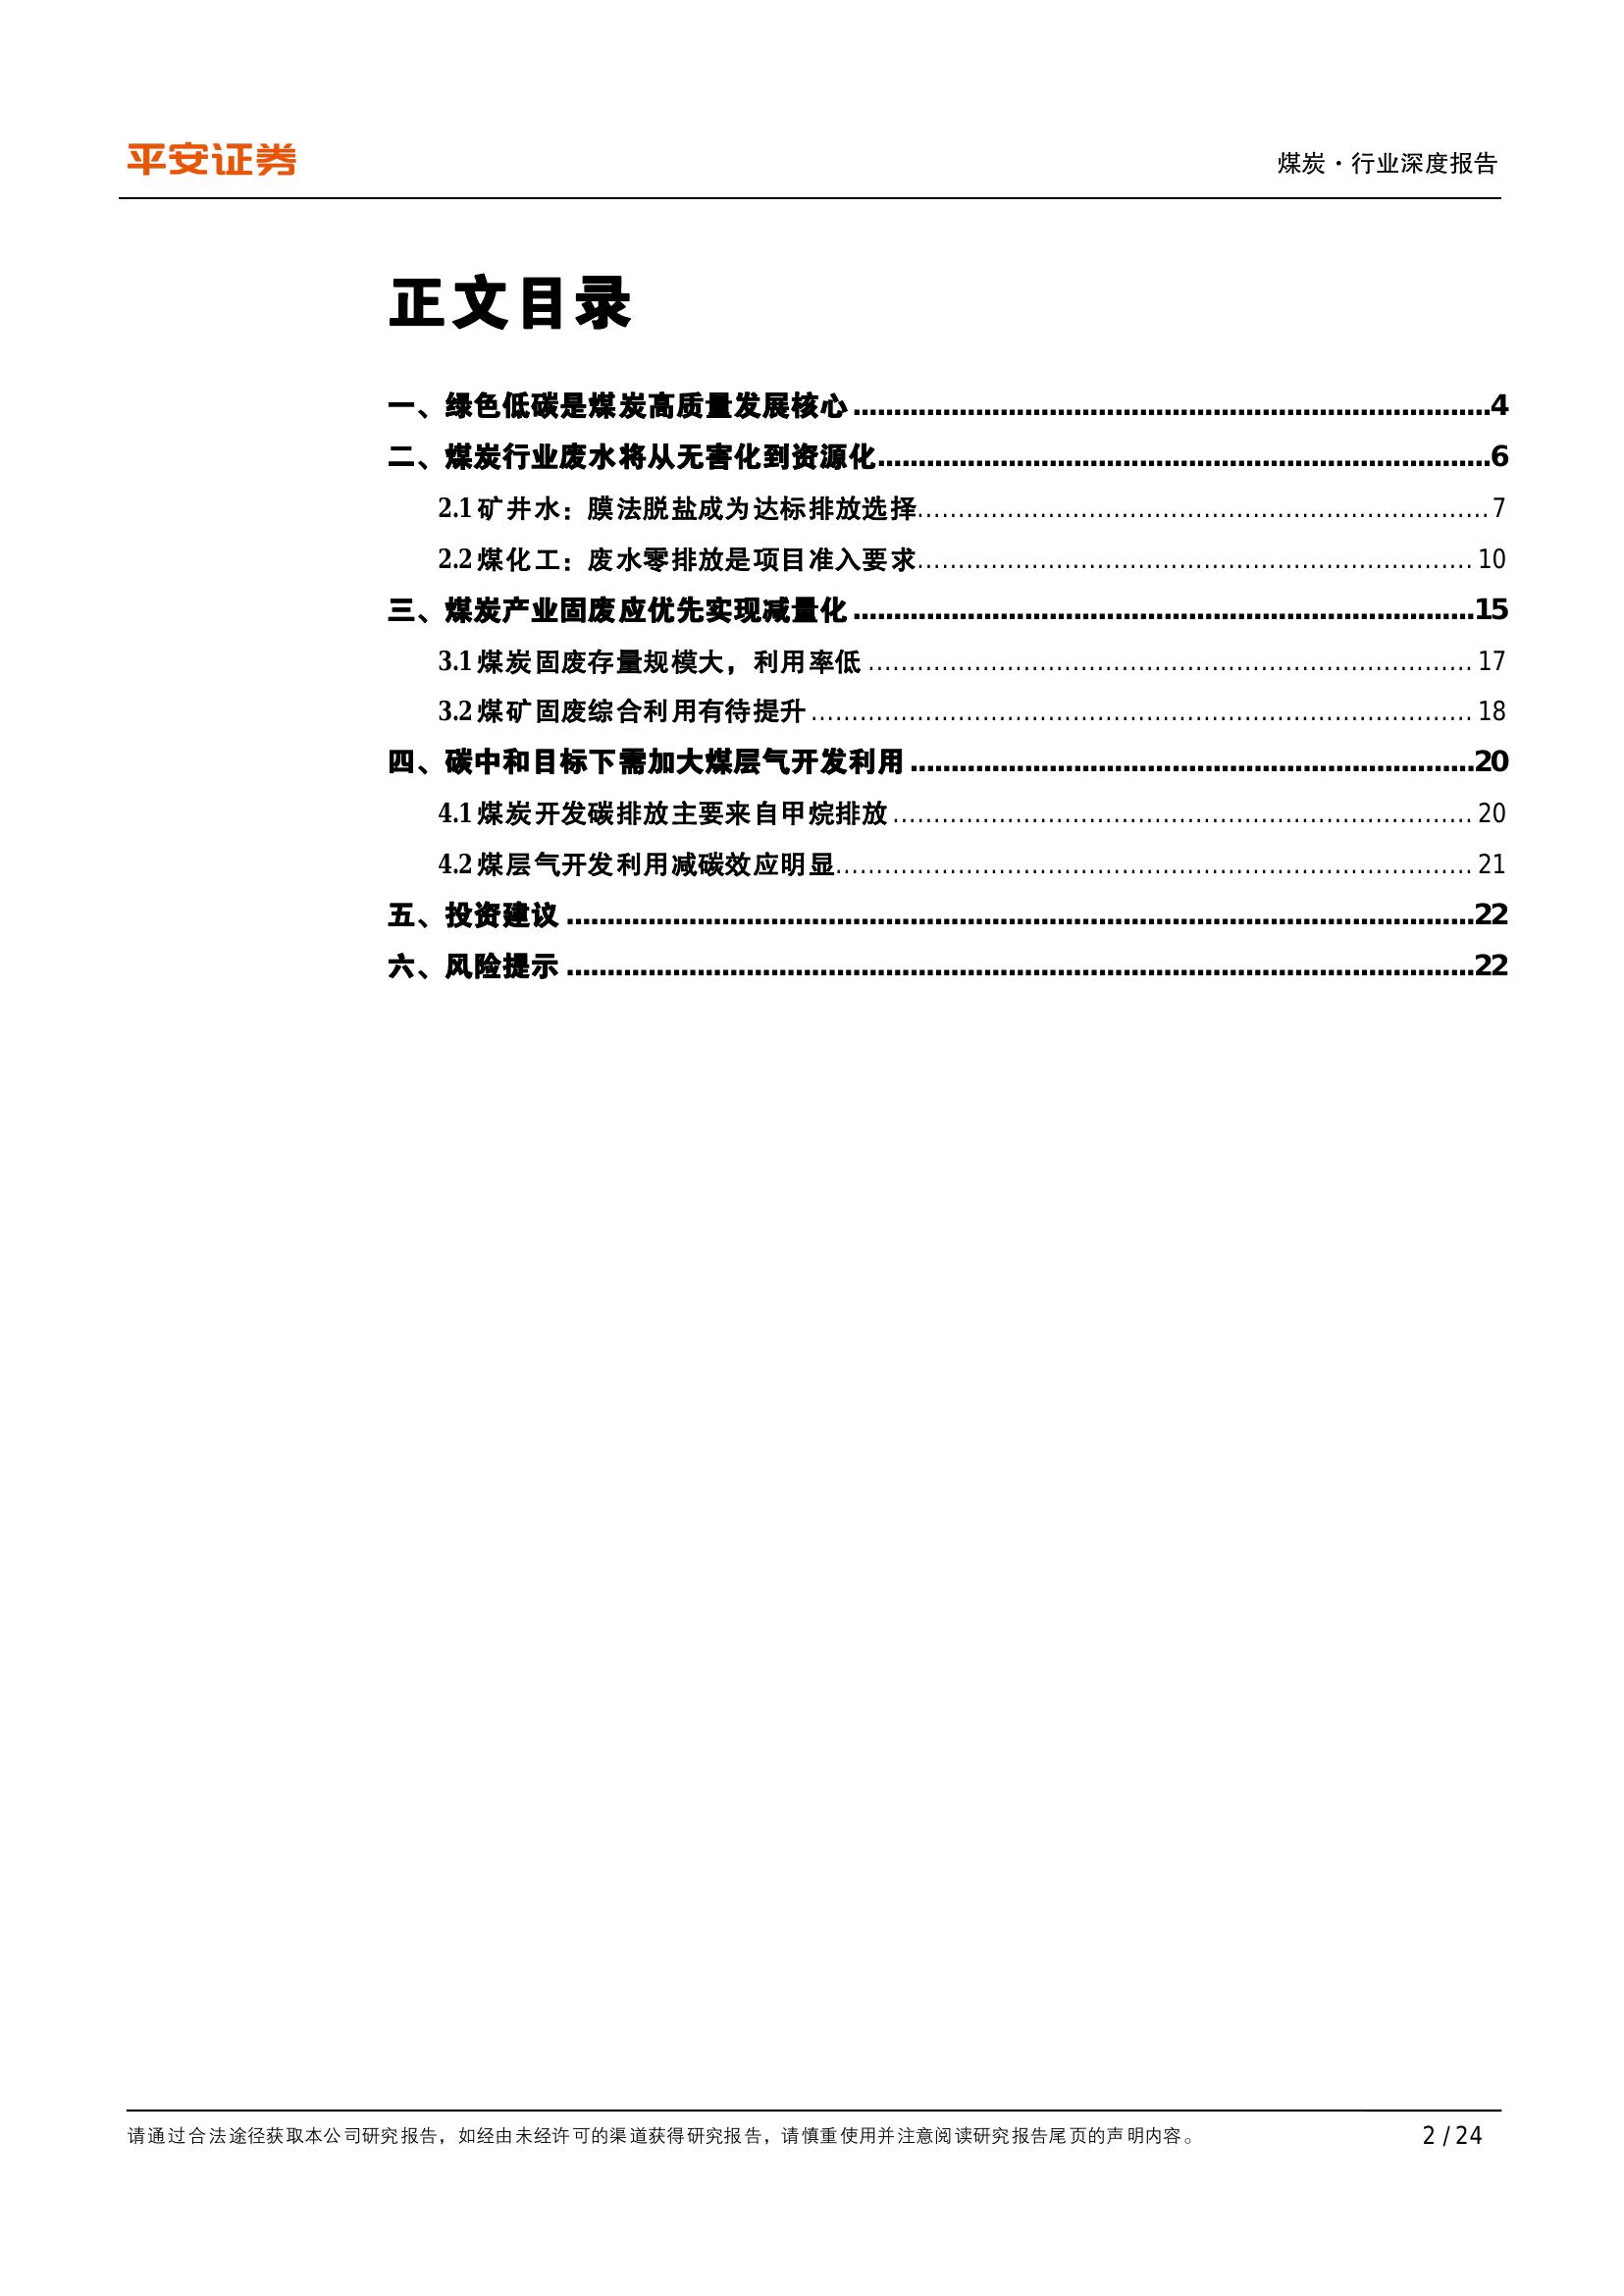 平安证券
煤炭·行业深度报告
正文目录
一、绿色低碳是煤炭高质量发展核心........................................4
二、煤炭行业废水将从无害化到资源化........................................6
2.1 矿井水：膜法脱盐成为达标排放选择........................................7
2.2 煤化工：废水零排放是项目准入要求........................................10
三、煤炭产业固废应优先实现减量化........................................15
3.1 煤炭固废存量规模大，利用率低........................................17
3.2 煤矿固废综合利用有待提升........................................18
四、碳中和目标下需加大煤层气开发利用........................................20
4.1 煤炭开发碳排放主要来自甲烷排放........................................20
4.2 煤层气开发利用减碳效应明显........................................21
五、投资建议........................................22
六、风险提示........................................22
请通过合法途径获取本公司研究报告，如经由未经许可的渠道获得研究报告，请慎重使用并注意阅读研究报告尾页的声明内容。 2 / 24